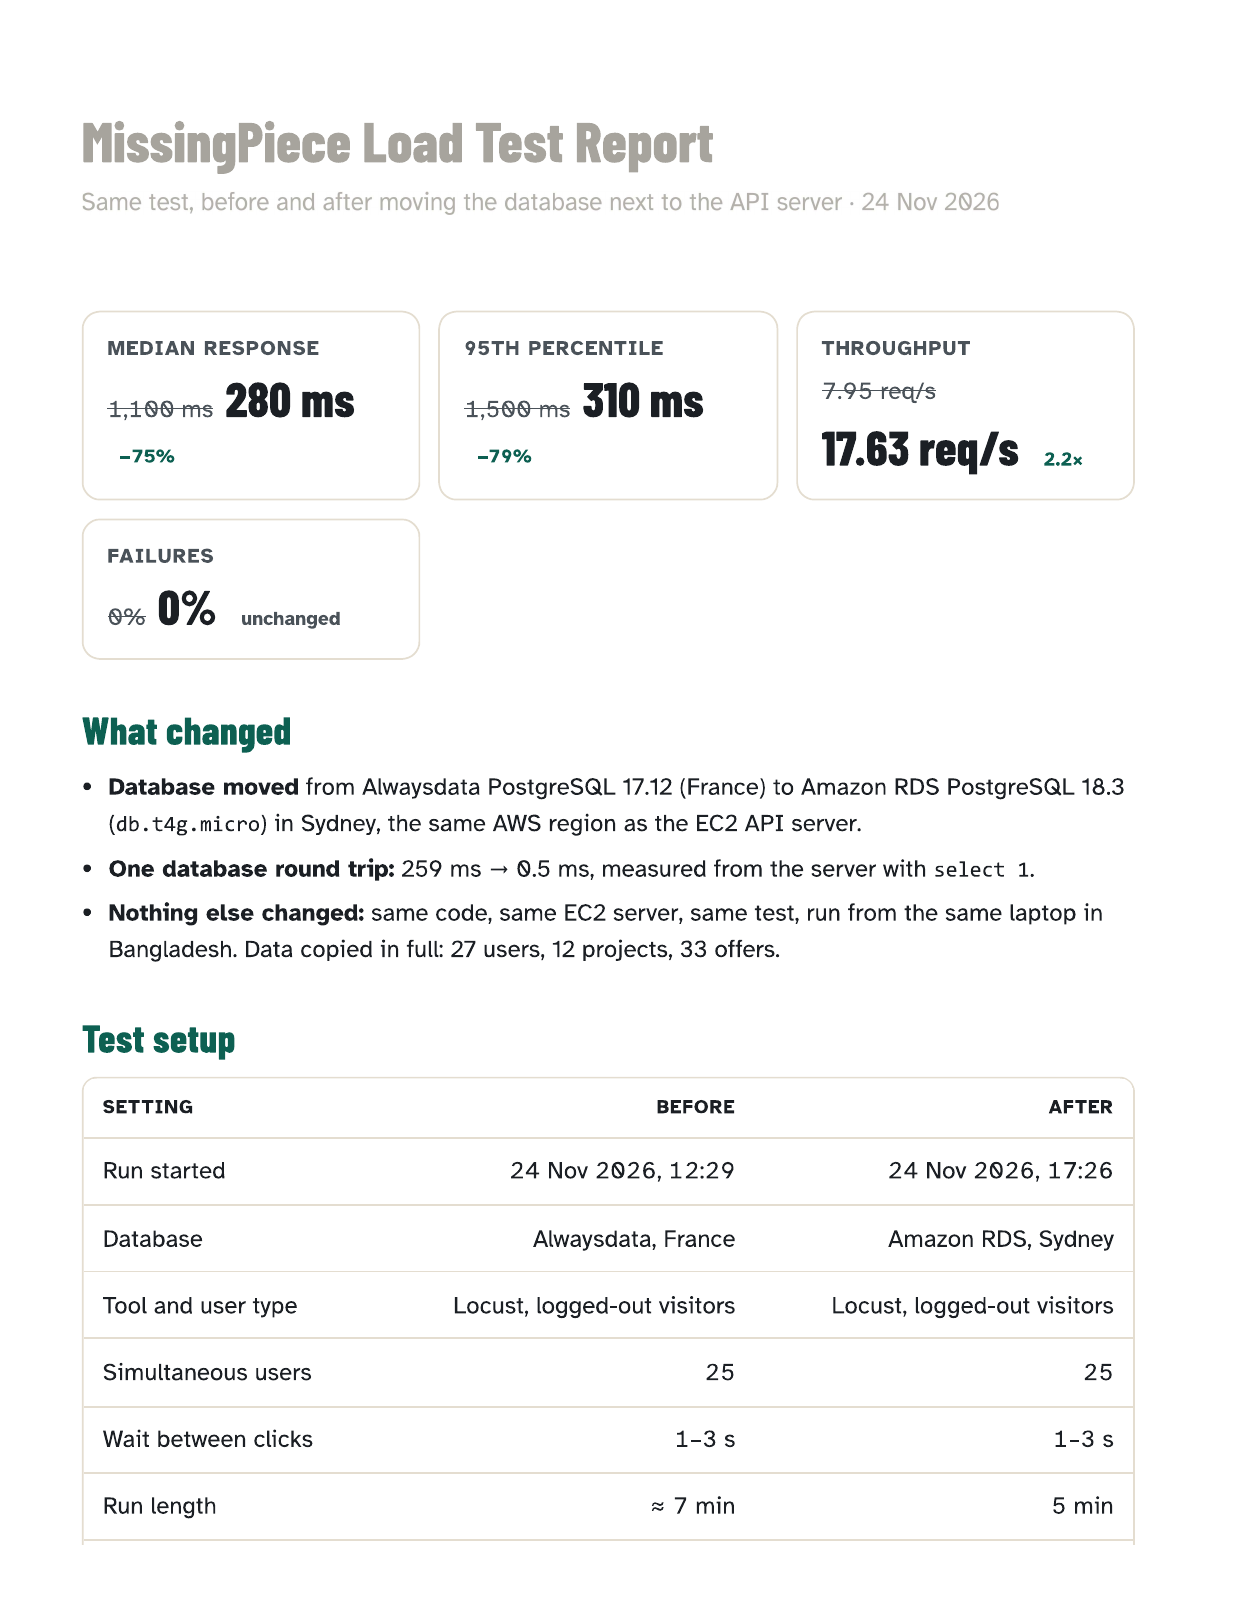 MissingPiece Load Test Report
Same test, before and after moving the database next to the API server · 24 Nov 2026
MEDIAN RESPONSE
1,100 ms 280 ms
−75%
95TH PERCENTILE
1,500 ms 310 ms
−79%
THROUGHPUT
7.95 req/s
17.63 req/s 2.2×
FAILURES
0% 0% unchanged
What changed
• Database moved from Alwaysdata PostgreSQL 17.12 (France) to Amazon RDS PostgreSQL 18.3
(db.t4g.micro) in Sydney, the same AWS region as the EC2 API server.
• One database round trip: 259 ms → 0.5 ms, measured from the server with select 1.
• Nothing else changed: same code, same EC2 server, same test, run from the same laptop in
Bangladesh. Data copied in full: 27 users, 12 projects, 33 offers.
Test setup
SETTING BEFORE AFTER
Run started 24 Nov 2026, 12:29 24 Nov 2026, 17:26
Database Alwaysdata, France Amazon RDS, Sydney
Tool and user type Locust, logged-out visitors Locust, logged-out visitors
Simultaneous users 25 25
Wait between clicks 1–3 s 1–3 s
Run length ≈ 7 min 5 min